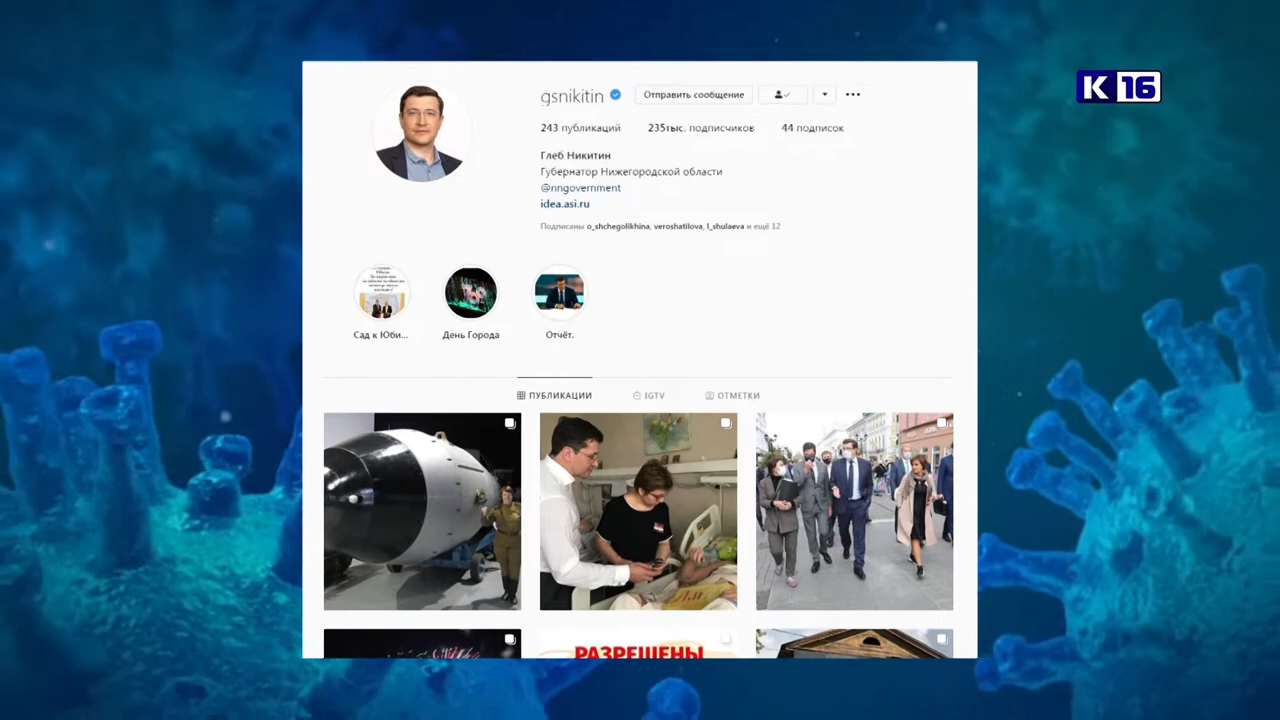 К 16
gsnikitin
Отправить сообщение
243 публикаций 235тыс. подписчиков 44 подписок
Глеб Никитин
Губернатор Нижегородской области
@nngovernment
idea.asi.ru
Подписаны o_shchegolikhina, veroshatilova, l_shulaeva и ещё 12
Сад к Юби... День Города Отчёт.
ПУБЛИКАЦИИ IGTV ОТМЕТКИ
РАЗРЕШЕНЫ